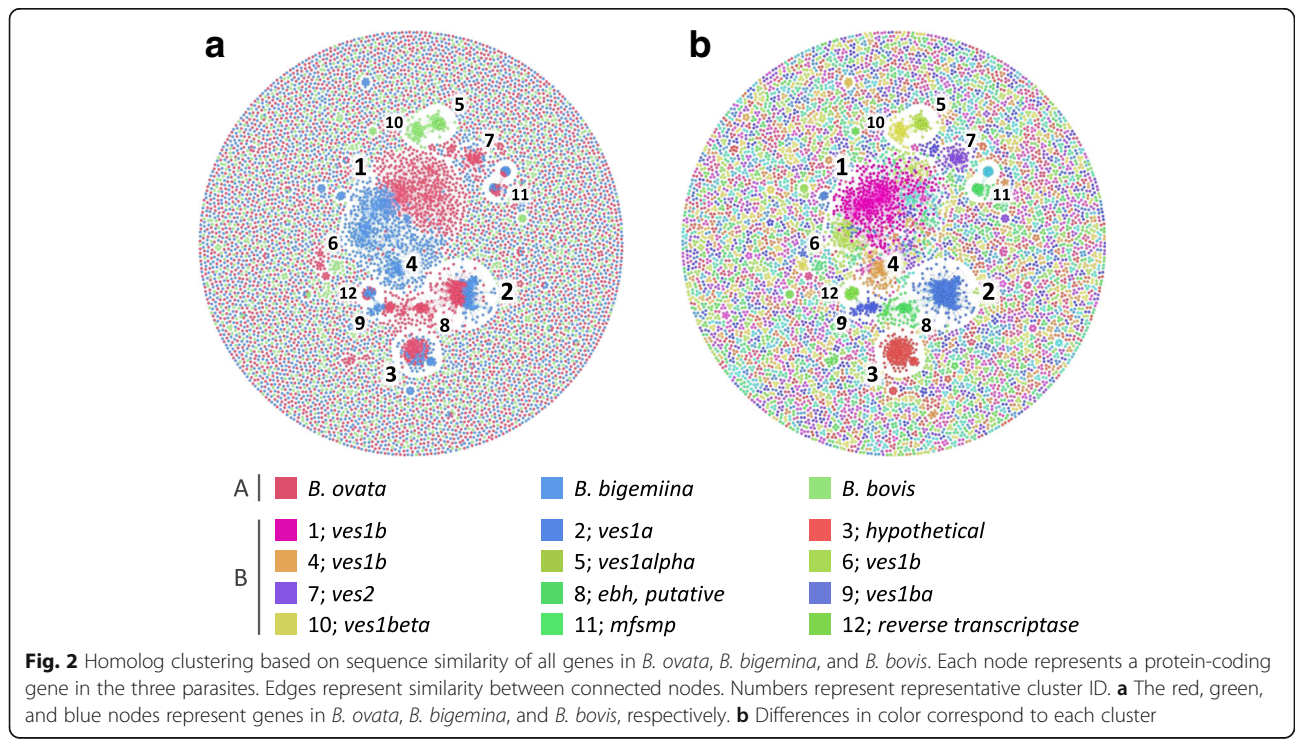 a
b
5
10
7
1
11
6
4
12
2
9
8
3
5
10
7
1
11
6
4
12
2
9
8
3
A B. ovata B. bigemiina B. bovis
B
1; ves1b 2; ves1a 3; hypothetical
4; ves1b 5; ves1alpha 6; ves1b
7; ves2 8; ebh, putative 9; ves1ba
10; ves1beta 11; mfsmp 12; reverse transcriptase
Fig. 2 Homolog clustering based on sequence similarity of all genes in B. ovata, B. bigemina, and B. bovis. Each node represents a protein-coding
gene in the three parasites. Edges represent similarity between connected nodes. Numbers represent representative cluster ID. a The red, green,
and blue nodes represent genes in B. ovata, B. bigemina, and B. bovis, respectively. b Differences in color correspond to each cluster